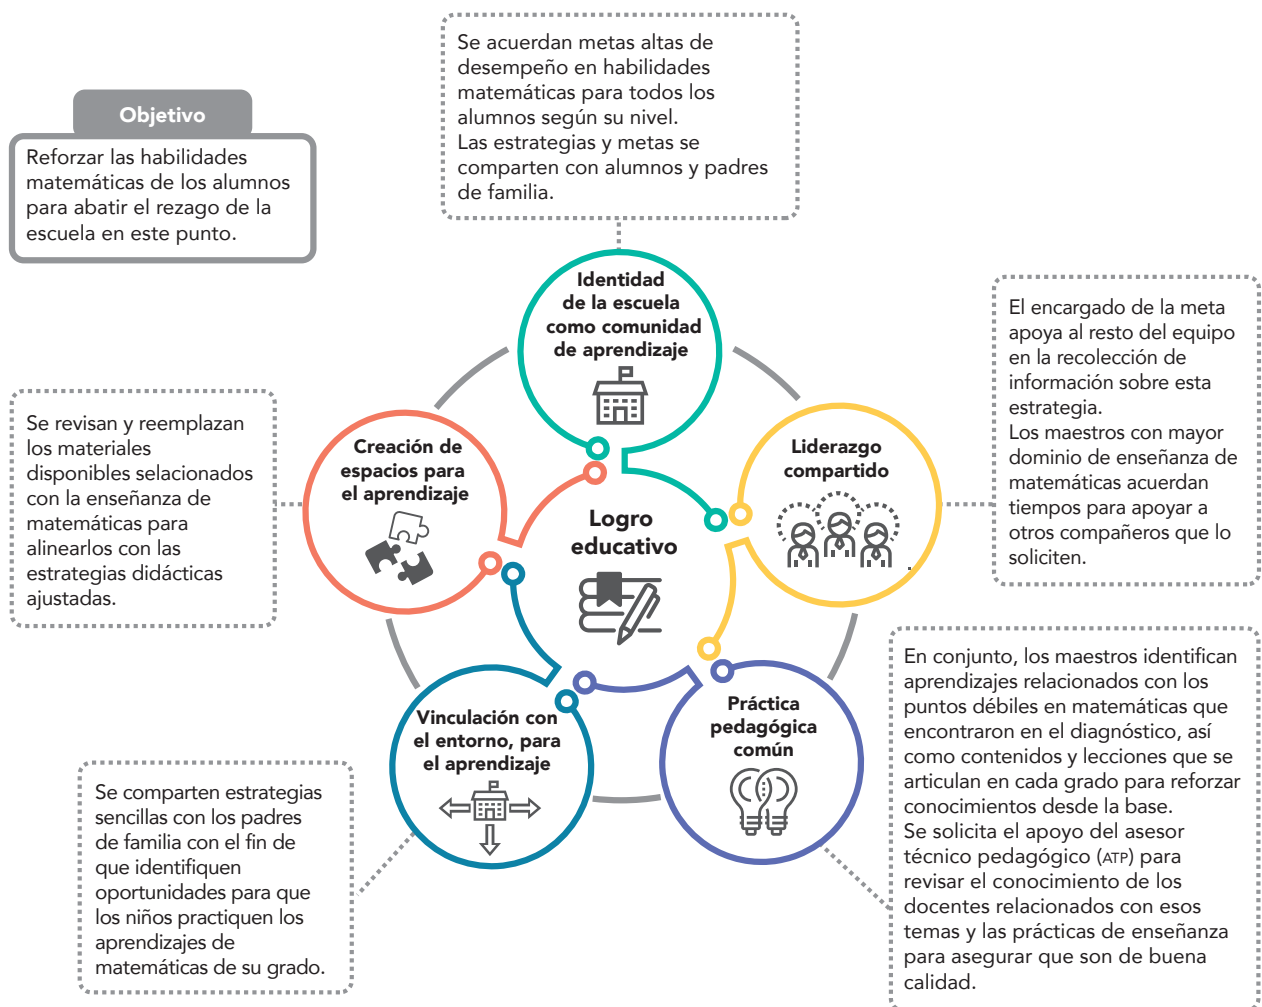 Objetivo
Reforzar las habilidades
matemáticas de los alumnos
para abatir el rezago de la
escuela en este punto.
Se acuerdan metas altas de
desempeño en habilidades
matemáticas para todos los
alumnos según su nivel.
Las estrategias y metas se
comparten con alumnos y padres
de familia.
Identidad
de la escuela
como comunidad
de aprendizaje
El encargado de la meta
apoya al resto del equipo
en la recolección de
información sobre esta
estrategia.
Los maestros con mayor
dominio de enseñanza de
matemáticas acuerdan
tiempos para apoyar a
otros compañeros que lo
soliciten.
Liderazgo
compartido
Se revisan y reemplazan
los materiales
disponibles selacionados
con la enseñanza de
matemáticas para
alinearlos con las
estrategias didácticas
ajustadas.
Creación de
espacios para
el aprendizaje
Logro
educativo
Práctica
pedagógica
común
En conjunto, los maestros identifican
aprendizajes relacionados con los
puntos débiles en matemáticas que
encontraron en el diagnóstico, así
como contenidos y lecciones que se
articulan en cada grado para reforzar
conocimientos desde la base.
Se solicita el apoyo del asesor
técnico pedagógico (ATP) para
revisar el conocimiento de los
docentes relacionados con esos
temas y las prácticas de enseñanza
para asegurar que son de buena
calidad.
Vinculación con
el entorno, para
el aprendizaje
Se comparten estrategias
sencillas con los padres
de familia con el fin de
que identifiquen
oportunidades para que
los niños practiquen los
aprendizajes de
matemáticas de su grado.